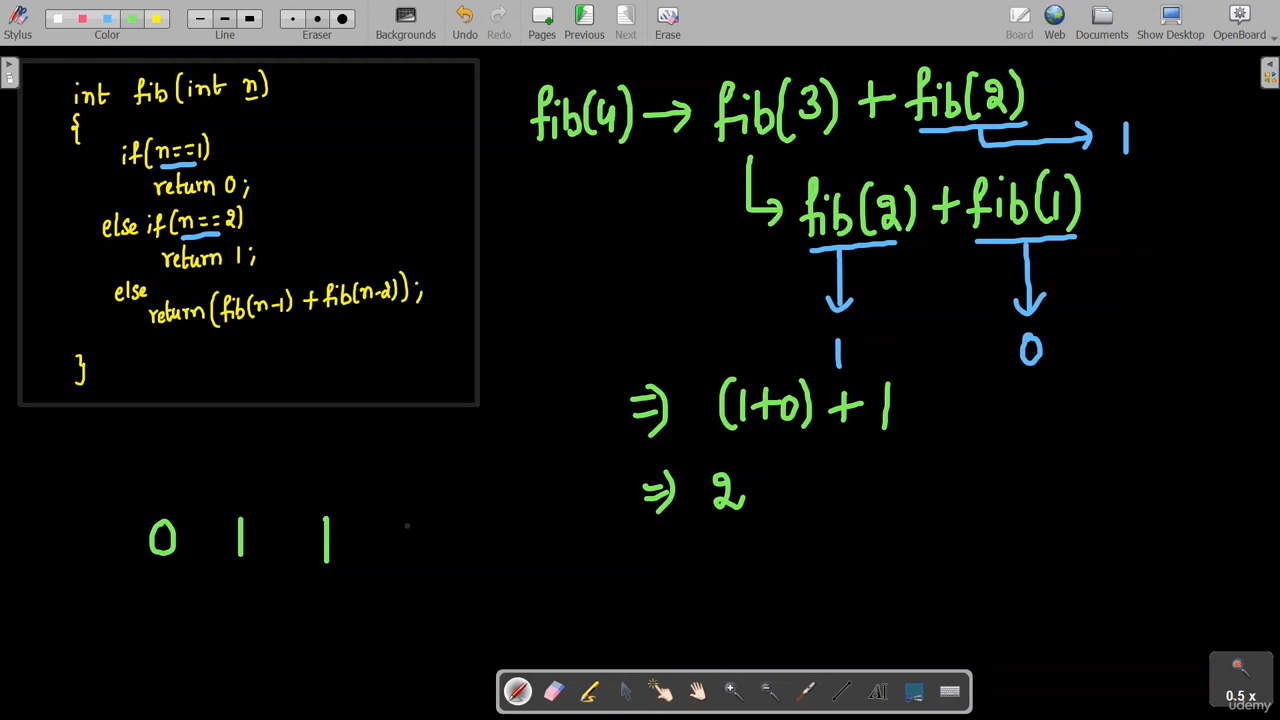 Stylus Color Line Eraser Backgrounds Undo Redo Pages Previous Next Erase Board Web Documents Show Desktop OpenBoard
int fib(int n)
{
if(n==1)
return 0;
else if(n==2)
return 1;
else
return(fib(n-1) + fib(n-2));
}
fib(4) → fib(3) + fib(2)
1
fib(2) + fib(1)
1 0
⇒ (1+0) + 1
⇒ 2
0 1 1
0.5 x
udemy